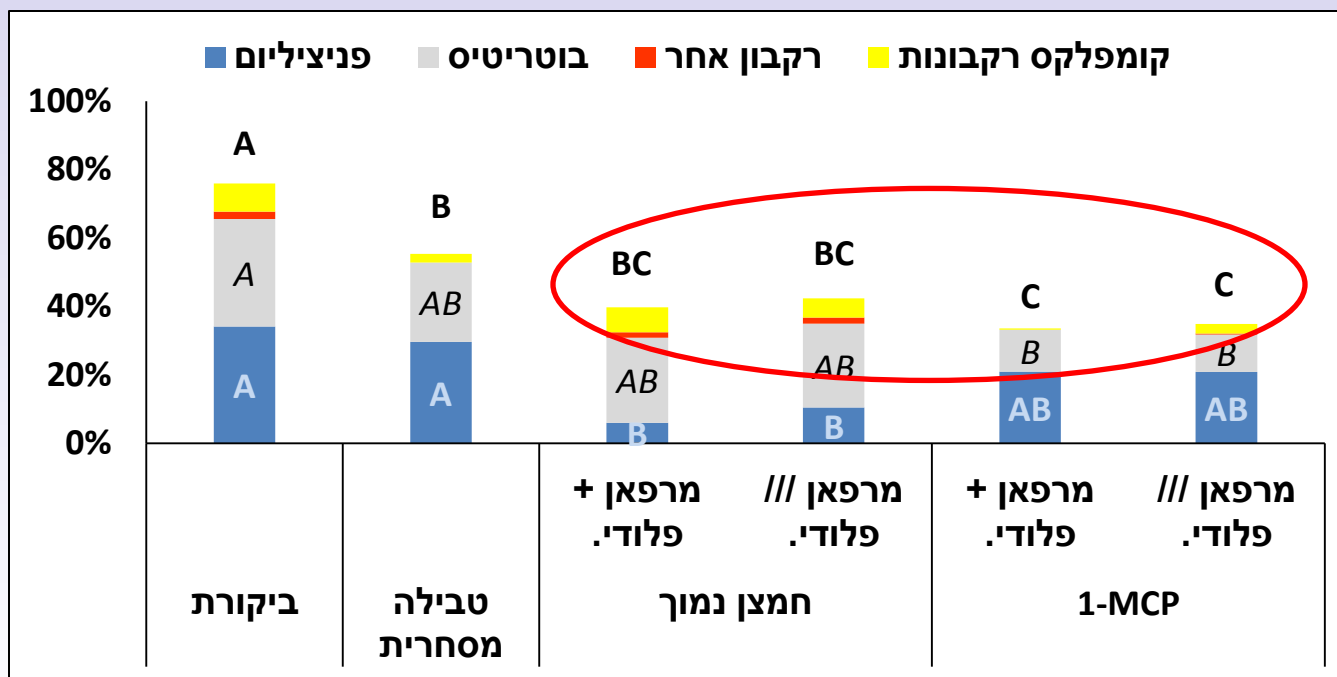 פניציליום בוטריטיס רקבון אחר קומפלקס רקבונות
100%
80%
60%
40%
20%
0%
A B BC BC C C
A AB AB AB B B
A A B B AB AB
מרפאן + מרפאן /// מרפאן + מרפאן ///
פלודי. פלודי. פלודי. פלודי.
ביקורת טבילה חמצן נמוך 1-MCP
מסחרית